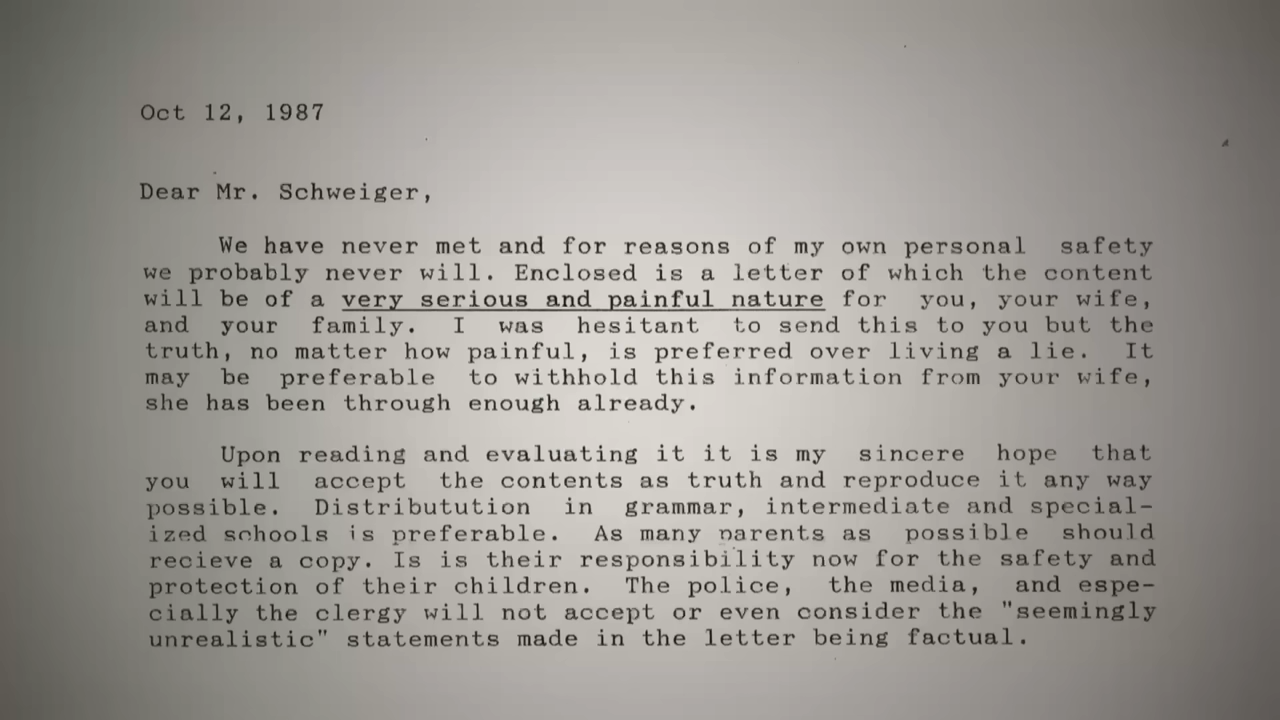 Oct 12, 1987
Dear Mr. Schweiger,
We have never met and for reasons of my own personal safety
we probably never will. Enclosed is a letter of which the content
will be of a very serious and painful nature for you, your wife,
and your family. I was hesitant to send this to you but the
truth, no matter how painful, is preferred over living a lie. It
may be preferable to withhold this information from your wife,
she has been through enough already.
Upon reading and evaluating it it is my sincere hope that
you will accept the contents as truth and reproduce it any way
possible. Distributution in grammar, intermediate and special-
ized schools is preferable. As many parents as possible should
recieve a copy. Is is their responsibility now for the safety and
protection of their children. The police, the media, and espe-
cially the clergy will not accept or even consider the "seemingly
unrealistic" statements made in the letter being factual.